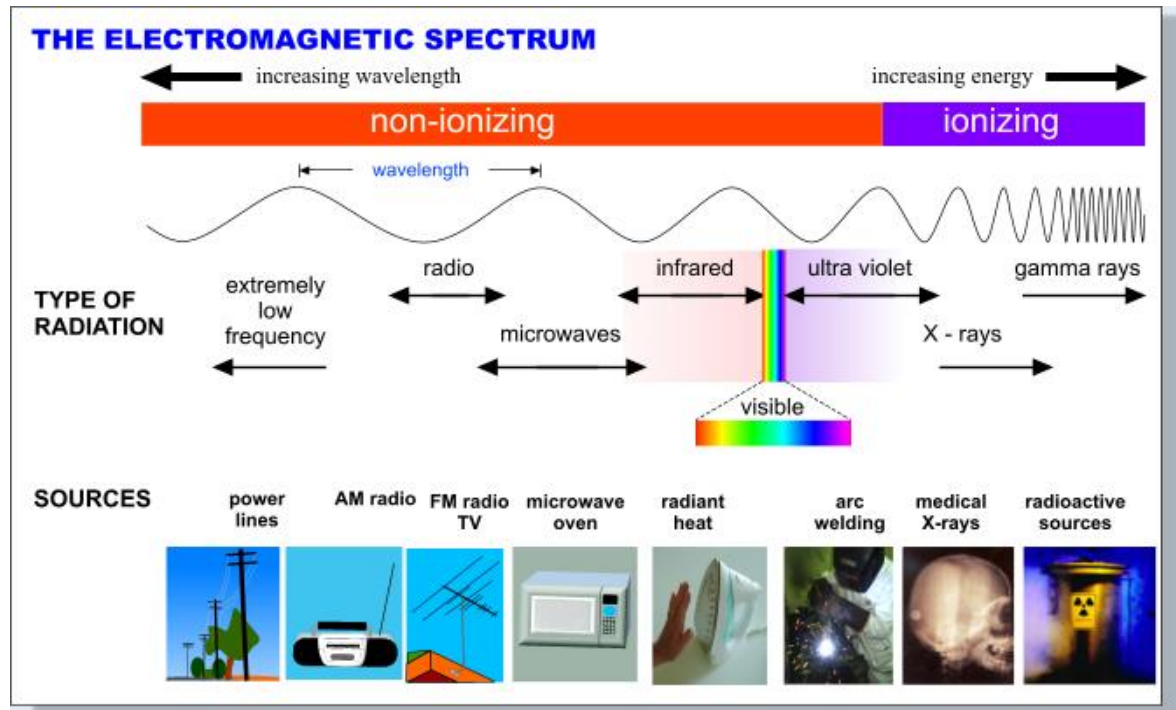 THE ELECTROMAGNETIC SPECTRUM
increasing wavelength
increasing energy
non-ionizing
ionizing
wavelength
TYPE OF
RADIATION
extremely
low
frequency
radio
microwaves
infrared
visible
ultra violet
X - rays
gamma rays
SOURCES
power
lines
AM radio
FM radio
TV
microwave
oven
radiant
heat
arc
welding
medical
X-rays
radioactive
sources